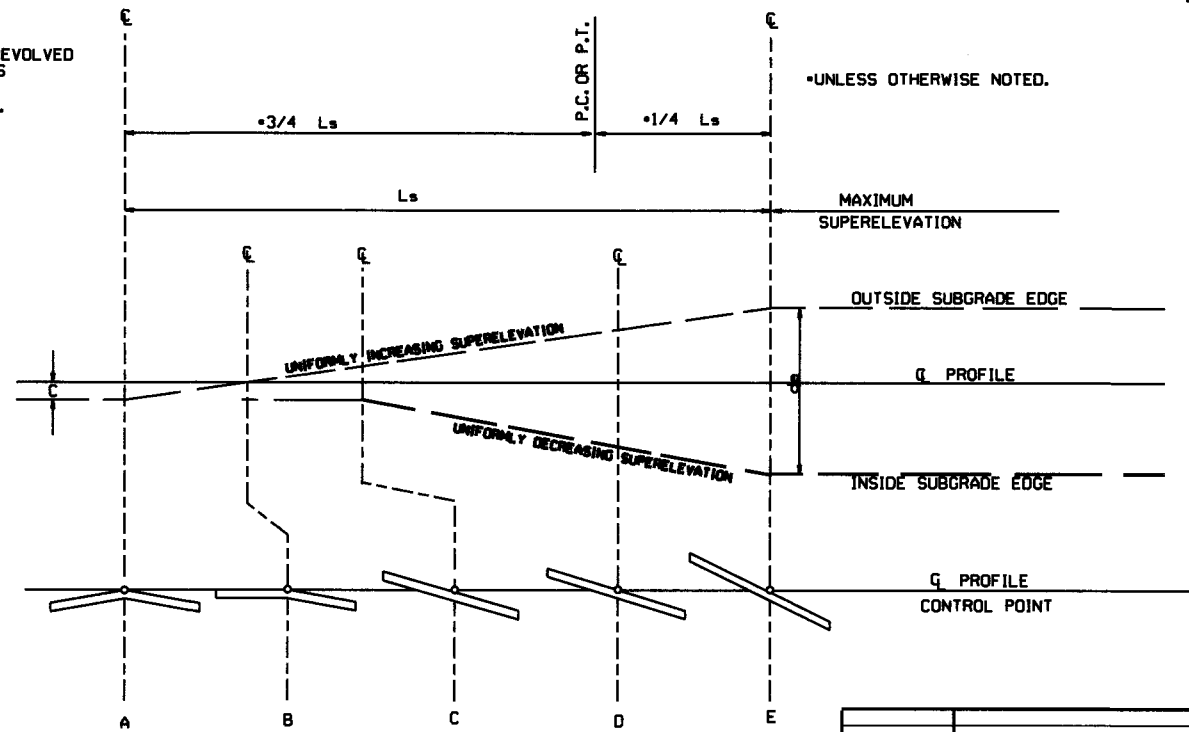 ℄
℄
EVOLVED
S
.
P.C. OR P.T.
•UNLESS OTHERWISE NOTED.
•3/4 Ls
•1/4 Ls
Ls
MAXIMUM
SUPERELEVATION
℄
℄
℄
OUTSIDE SUBGRADE EDGE
UNIFORMLY INCREASING SUPERELEVATION
C
℄ PROFILE
UNIFORMLY DECREASING SUPERELEVATION
INSIDE SUBGRADE EDGE
℄ PROFILE
CONTROL POINT
A
B
C
D
E